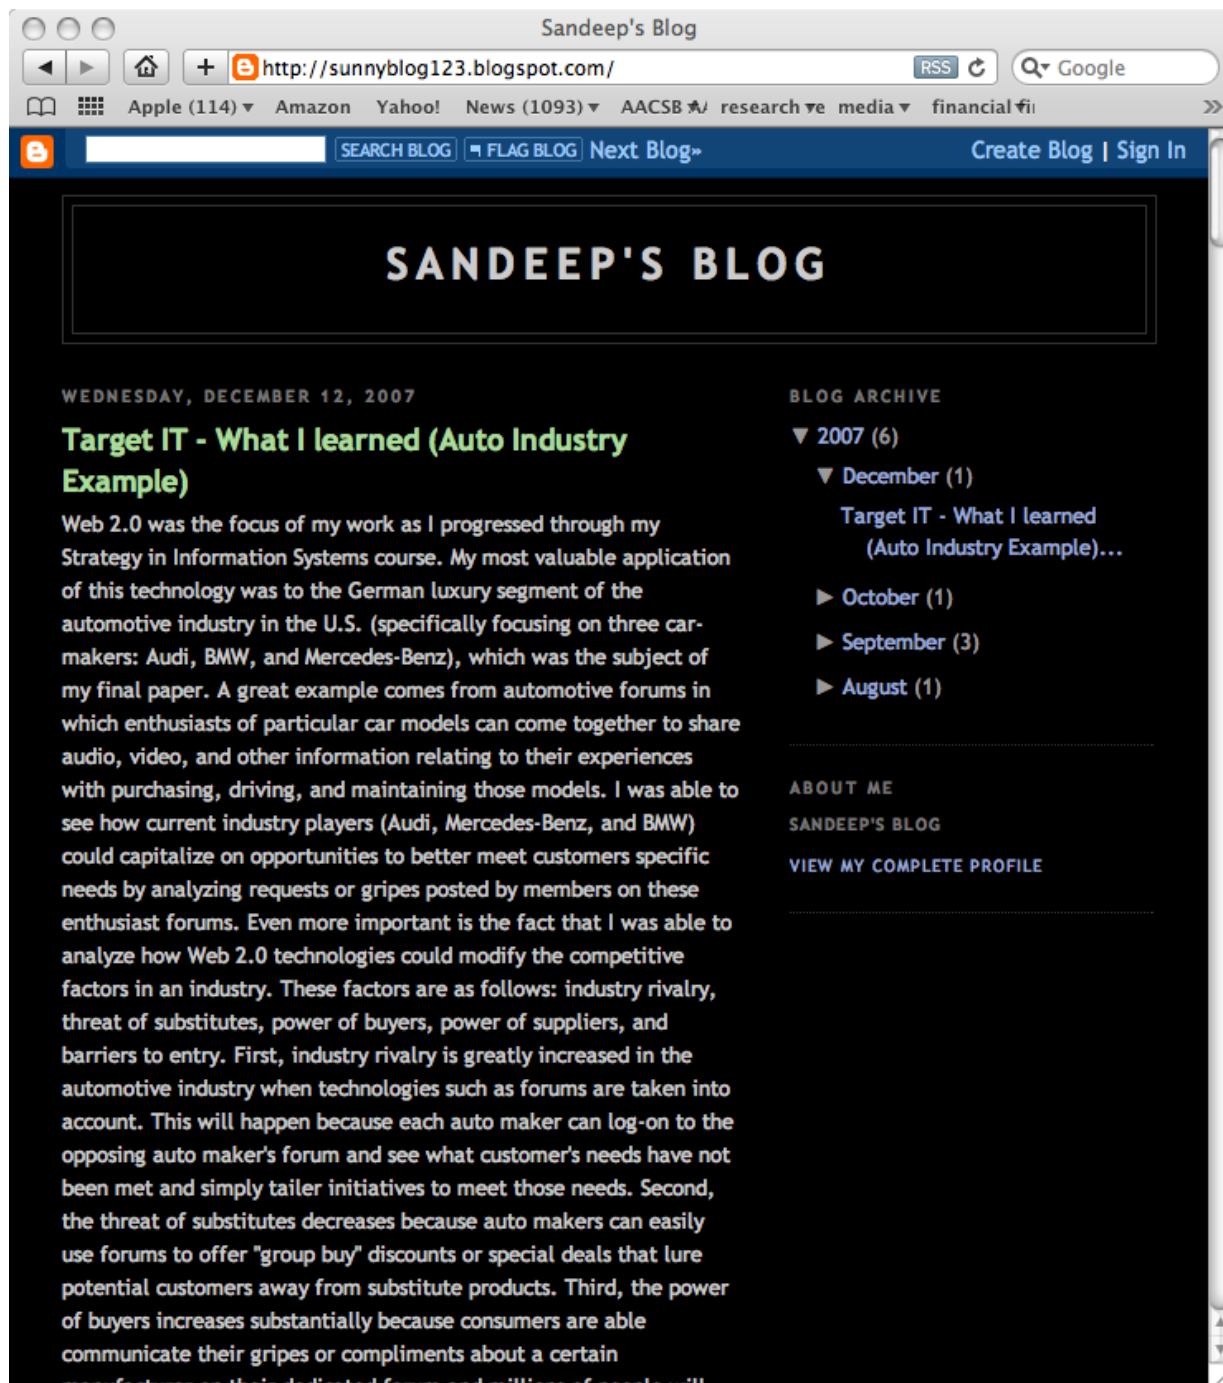 Sandeep's Blog
http://sunnyblog123.blogspot.com/
RSS
Google
Apple (114)
Amazon
Yahoo!
News (1093)
AACSB
research
media
financial
SEARCH BLOG
FLAG BLOG
Next Blog»
Create Blog | Sign In
SANDEEP'S BLOG
WEDNESDAY, DECEMBER 12, 2007
Target IT - What I learned (Auto Industry
Example)
Web 2.0 was the focus of my work as I progressed through my
Strategy in Information Systems course. My most valuable application
of this technology was to the German luxury segment of the
automotive industry in the U.S. (specifically focusing on three car-
makers: Audi, BMW, and Mercedes-Benz), which was the subject of
my final paper. A great example comes from automotive forums in
which enthusiasts of particular car models can come together to share
audio, video, and other information relating to their experiences
with purchasing, driving, and maintaining those models. I was able to
see how current industry players (Audi, Mercedes-Benz, and BMW)
could capitalize on opportunities to better meet customers specific
needs by analyzing requests or gripes posted by members on these
enthusiast forums. Even more important is the fact that I was able to
analyze how Web 2.0 technologies could modify the competitive
factors in an industry. These factors are as follows: industry rivalry,
threat of substitutes, power of buyers, power of suppliers, and
barriers to entry. First, industry rivalry is greatly increased in the
automotive industry when technologies such as forums are taken into
account. This will happen because each auto maker can log-on to the
opposing auto maker's forum and see what customer's needs have not
been met and simply tailer initiatives to meet those needs. Second,
the threat of substitutes decreases because auto makers can easily
use forums to offer "group buy" discounts or special deals that lure
potential customers away from substitute products. Third, the power
of buyers increases substantially because consumers are able
communicate their gripes or compliments about a certain
BLOG ARCHIVE
▼ 2007 (6)
▼ December (1)
Target IT - What I learned
(Auto Industry Example)...
► October (1)
► September (3)
► August (1)
ABOUT ME
SANDEEP'S BLOG
VIEW MY COMPLETE PROFILE